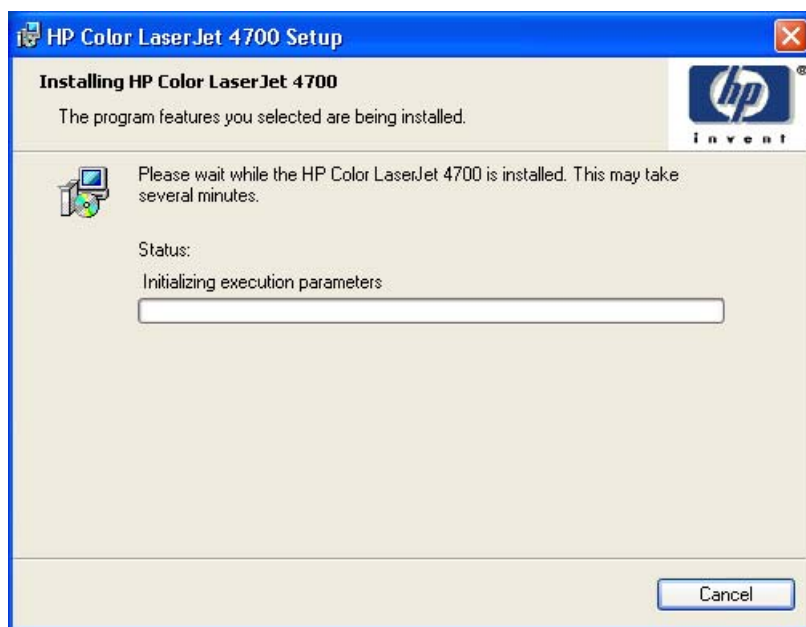 HP Color LaserJet 4700 Setup
Installing HP Color LaserJet 4700
The program features you selected are being installed.
hp
®
invent
Please wait while the HP Color LaserJet 4700 is installed. This may take
several minutes.
Status:
Initializing execution parameters
Cancel